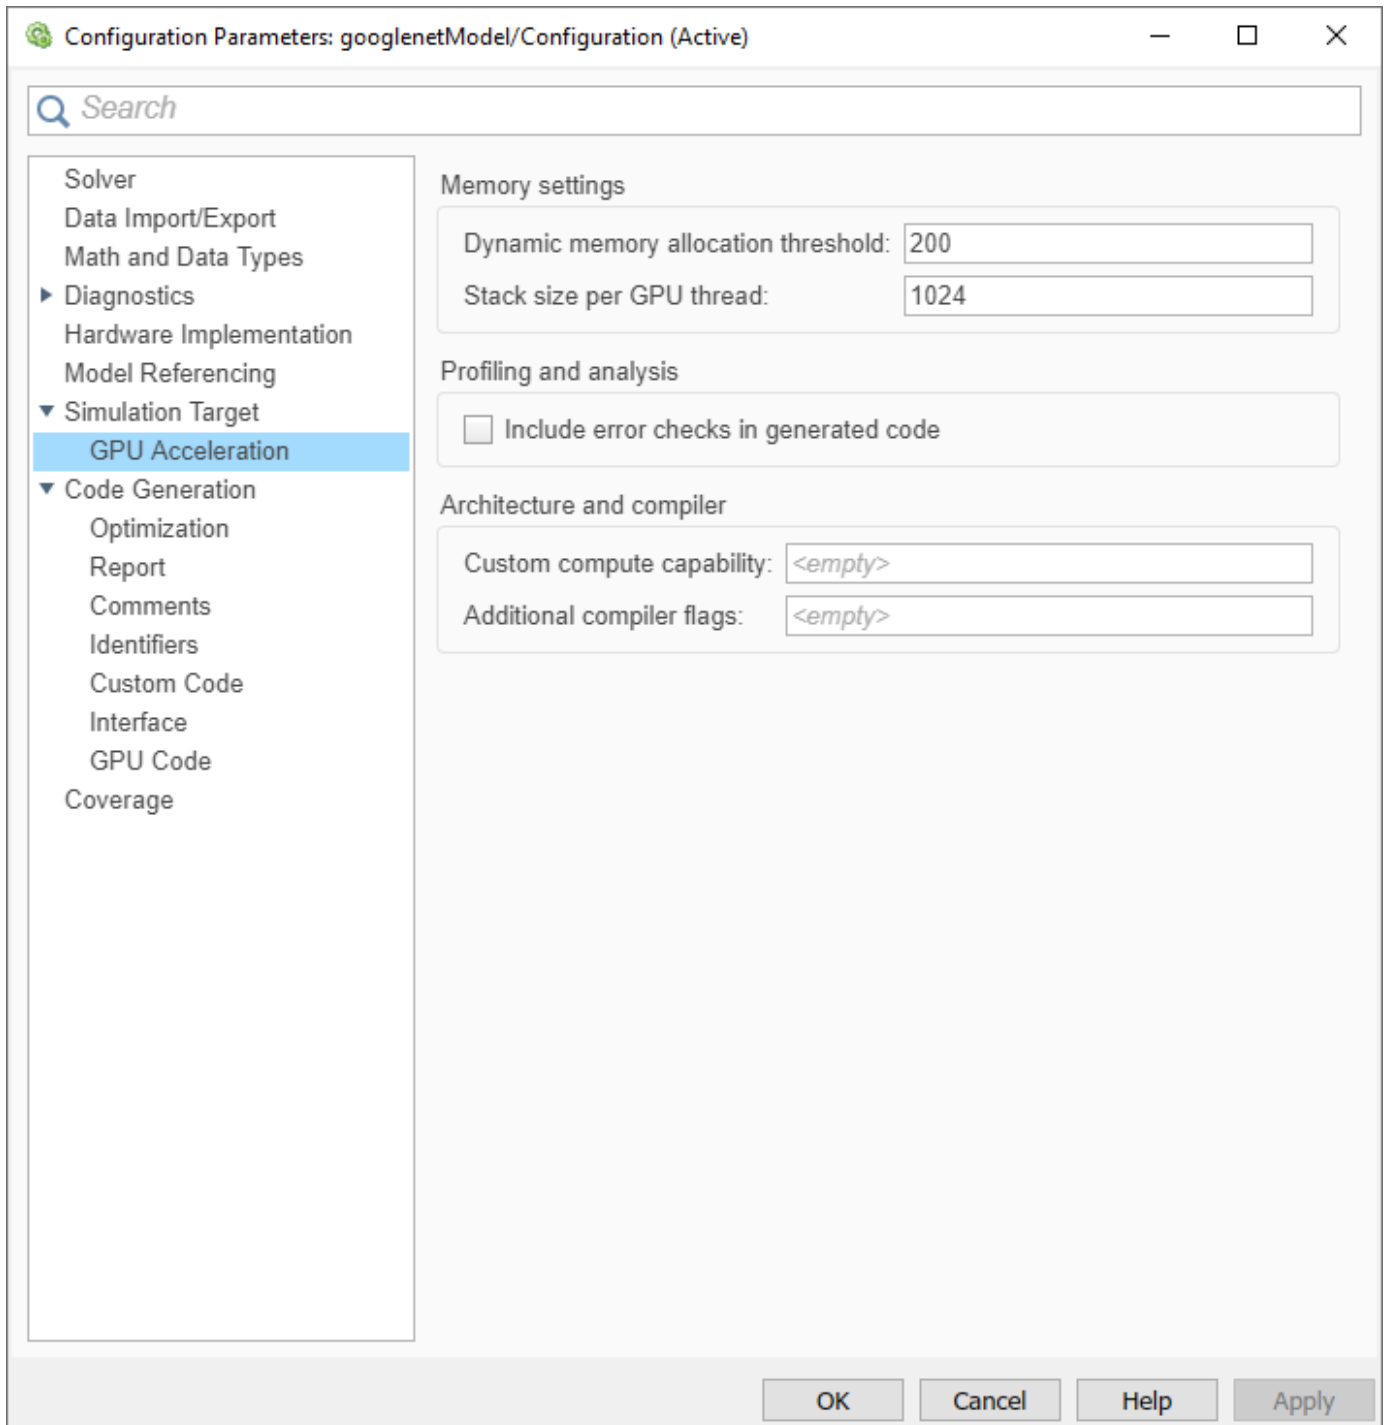 Configuration Parameters: googlenetModel/Configuration (Active)
Search
Solver
Data Import/Export
Math and Data Types
Diagnostics
Hardware Implementation
Model Referencing
Simulation Target
GPU Acceleration
Code Generation
Optimization
Report
Comments
Identifiers
Custom Code
Interface
GPU Code
Coverage
Memory settings
Dynamic memory allocation threshold: 200
Stack size per GPU thread: 1024
Profiling and analysis
Include error checks in generated code
Architecture and compiler
Custom compute capability: <empty>
Additional compiler flags: <empty>
OK Cancel Help Apply